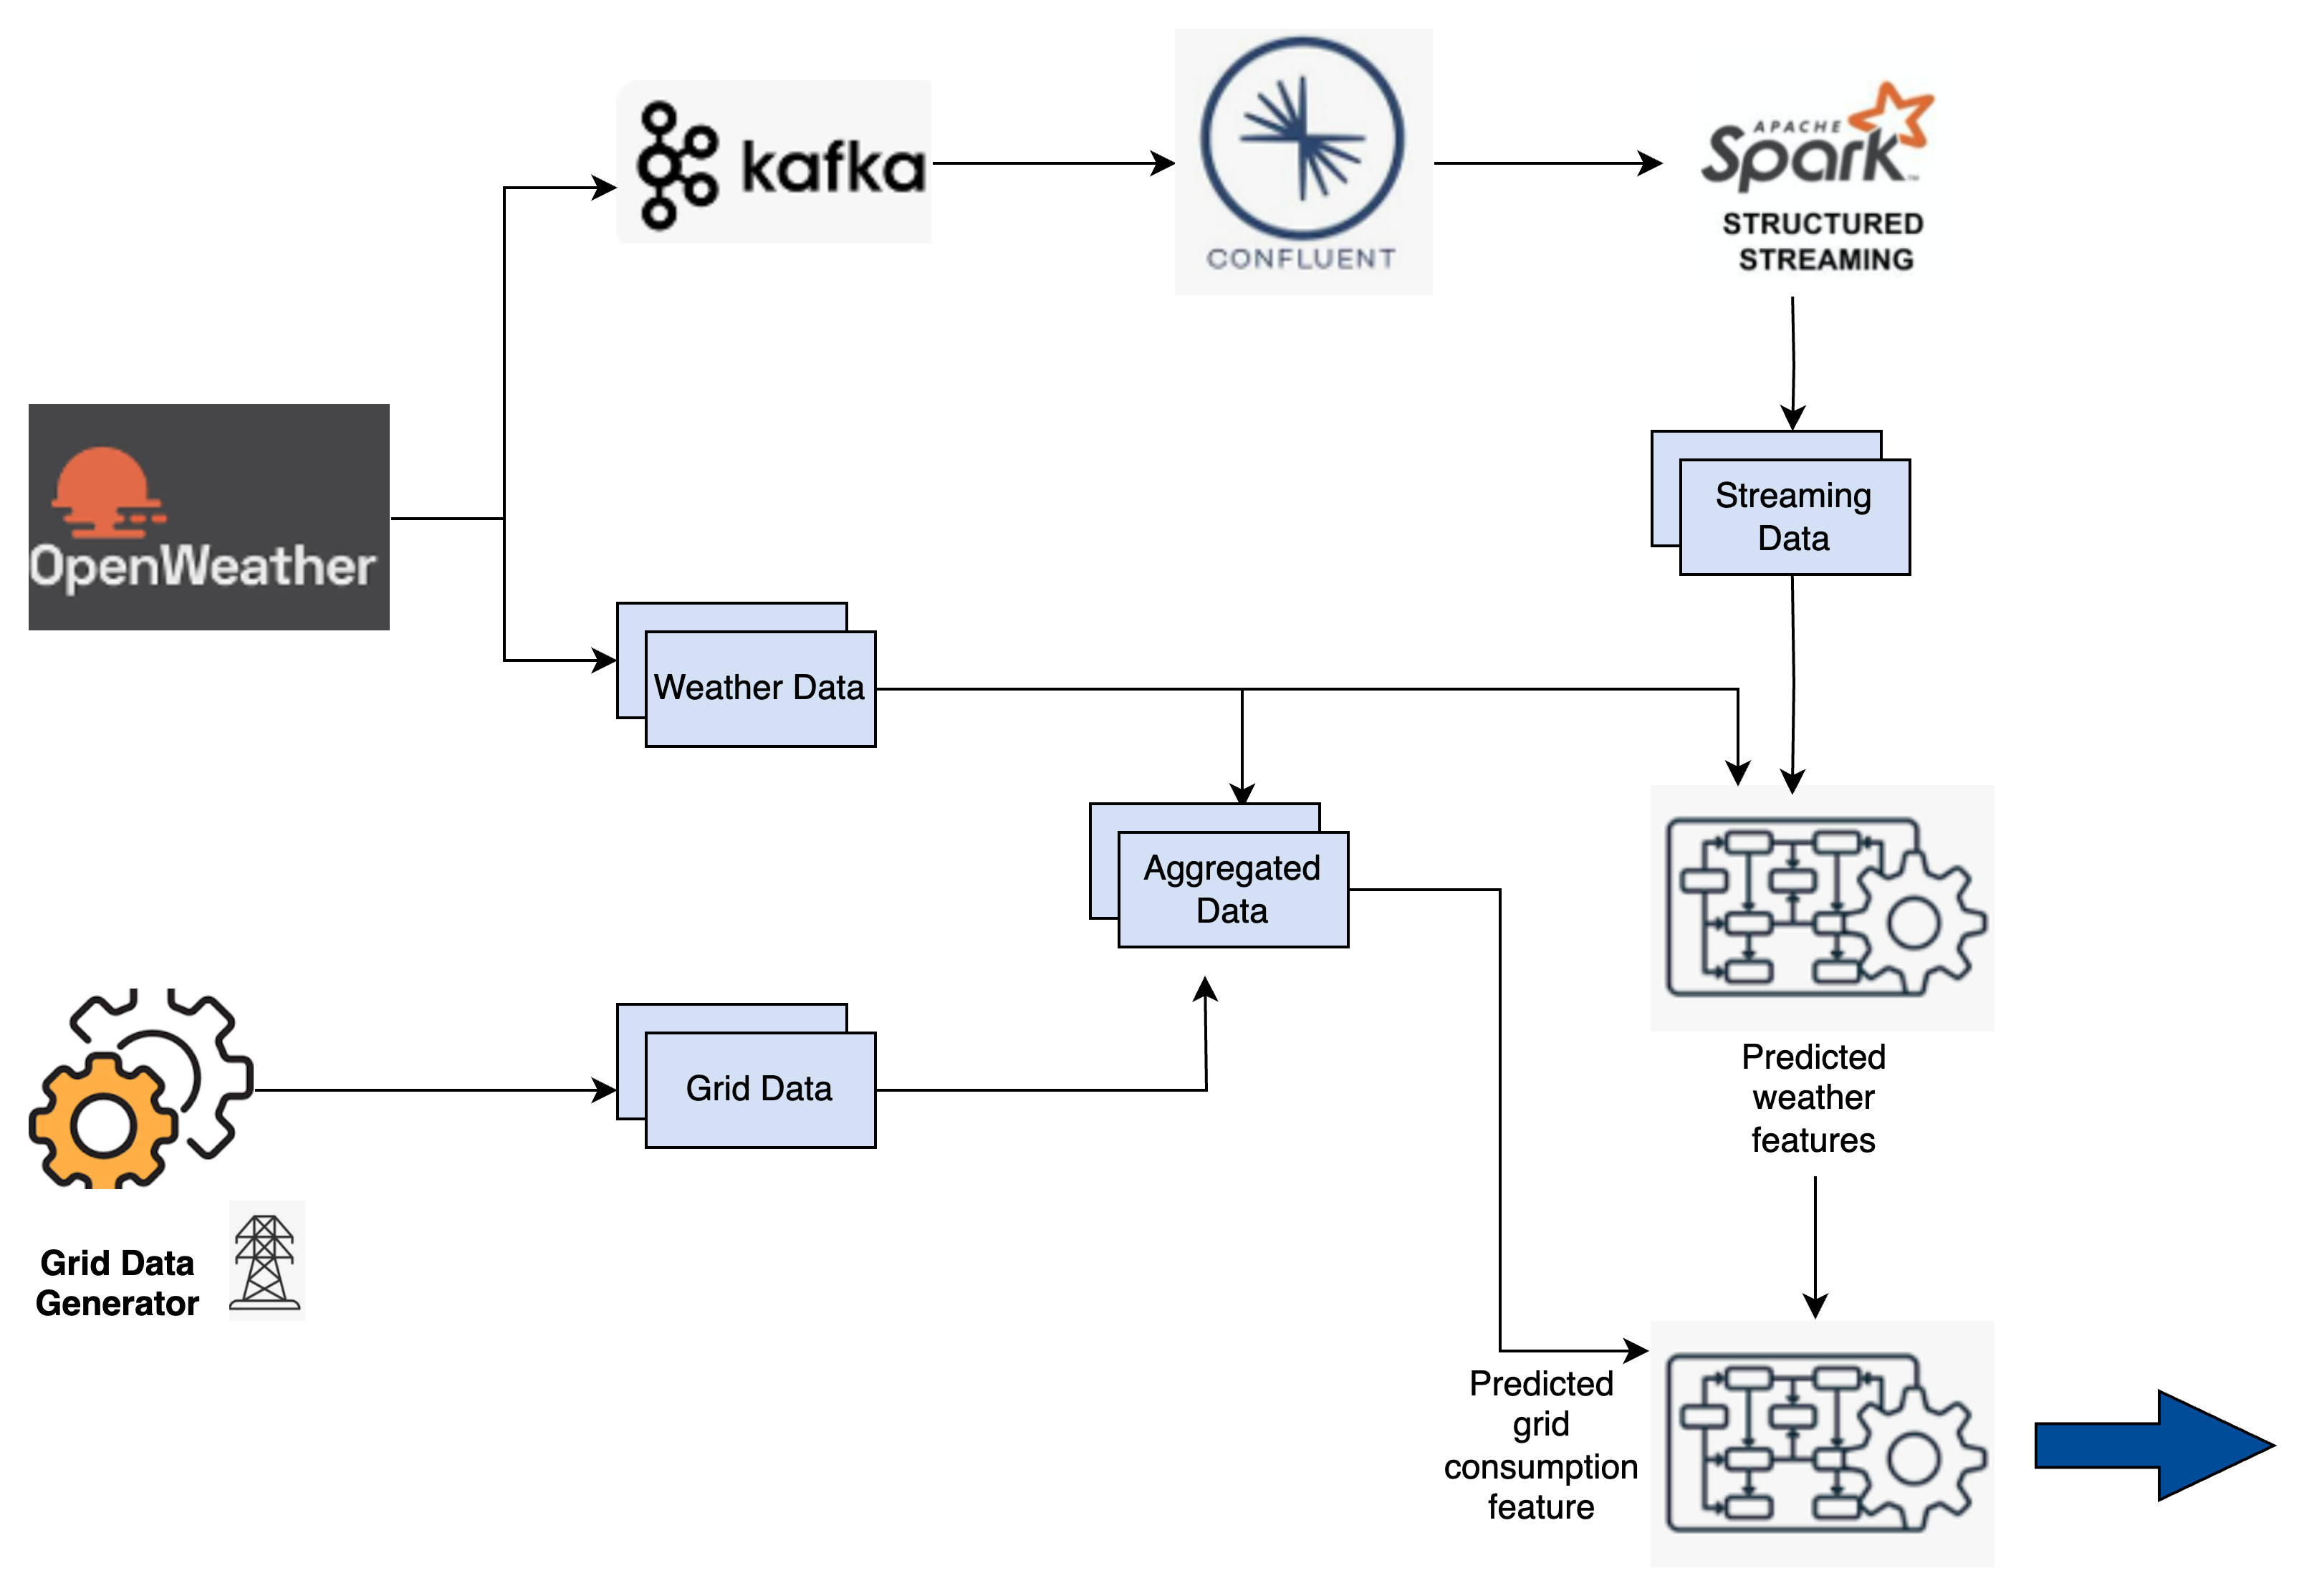 kafka
CONFLUENT
APACHE
Spark™
STRUCTURED
STREAMING
OpenWeather
Streaming
Data
Weather Data
Aggregated
Data
Grid Data
Predicted
weather
features
Grid Data
Generator
Predicted
grid
consumption
feature